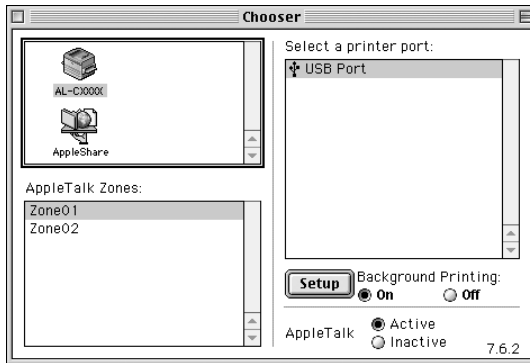 Chooser
AL-CXXXX
AppleShare
AppleTalk Zones:
Zone01
Zone02
Select a printer port:
USB Port
Setup
Background Printing:
On Off
AppleTalk
Active
Inactive
7.6.2